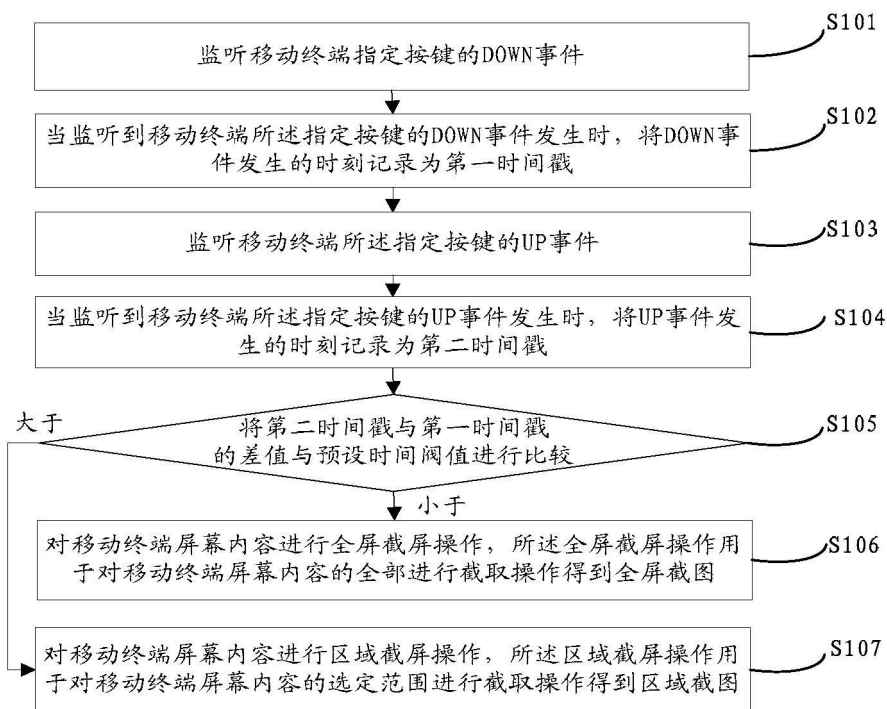 S101
监听移动终端指定按键的DOWN事件
S102
当监听到移动终端所述指定按键的DOWN事件发生时，将DOWN事
件发生的时刻记录为第一时间戳
S103
监听移动终端所述指定按键的UP事件
S104
当监听到移动终端所述指定按键的UP事件发生时，将UP事件发
生的时刻记录为第二时间戳
大于
S105
将第二时间戳与第一时间戳
的差值与预设时间阀值进行比较
小于
S106
对移动终端屏幕内容进行全屏截屏操作，所述全屏截屏操作用
于对移动终端屏幕内容的全部进行截取操作得到全屏截图
S107
对移动终端屏幕内容进行区域截屏操作，所述区域截屏操作用
于对移动终端屏幕内容的选定范围进行截取操作得到区域截图